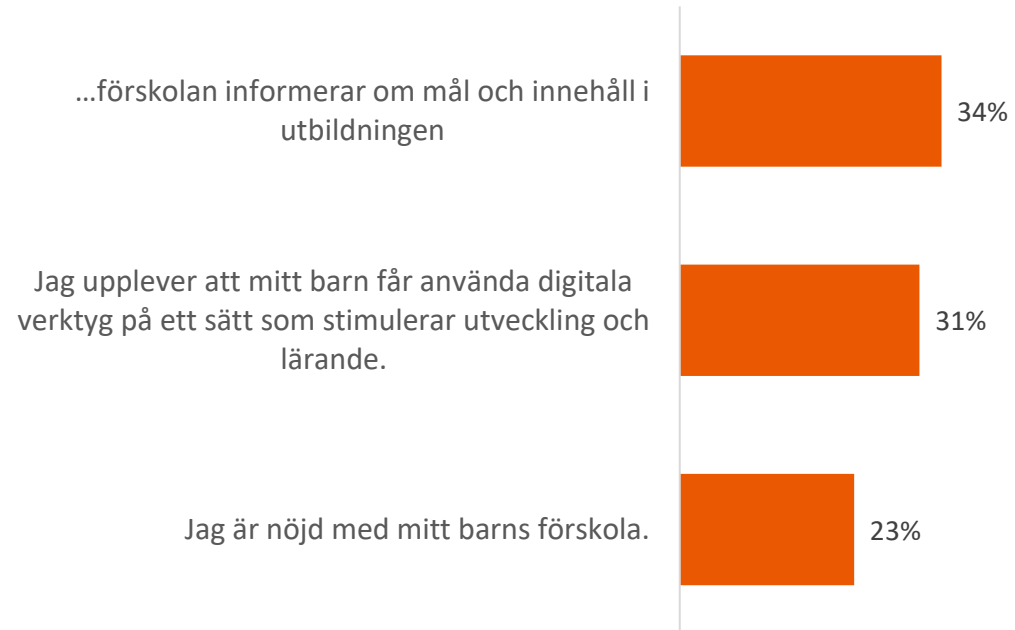 ...förskolan informerar om mål och innehåll i
utbildningen
34%
Jag upplever att mitt barn får använda digitala
verktyg på ett sätt som stimulerar utveckling och
lärande.
31%
Jag är nöjd med mitt barns förskola.
23%